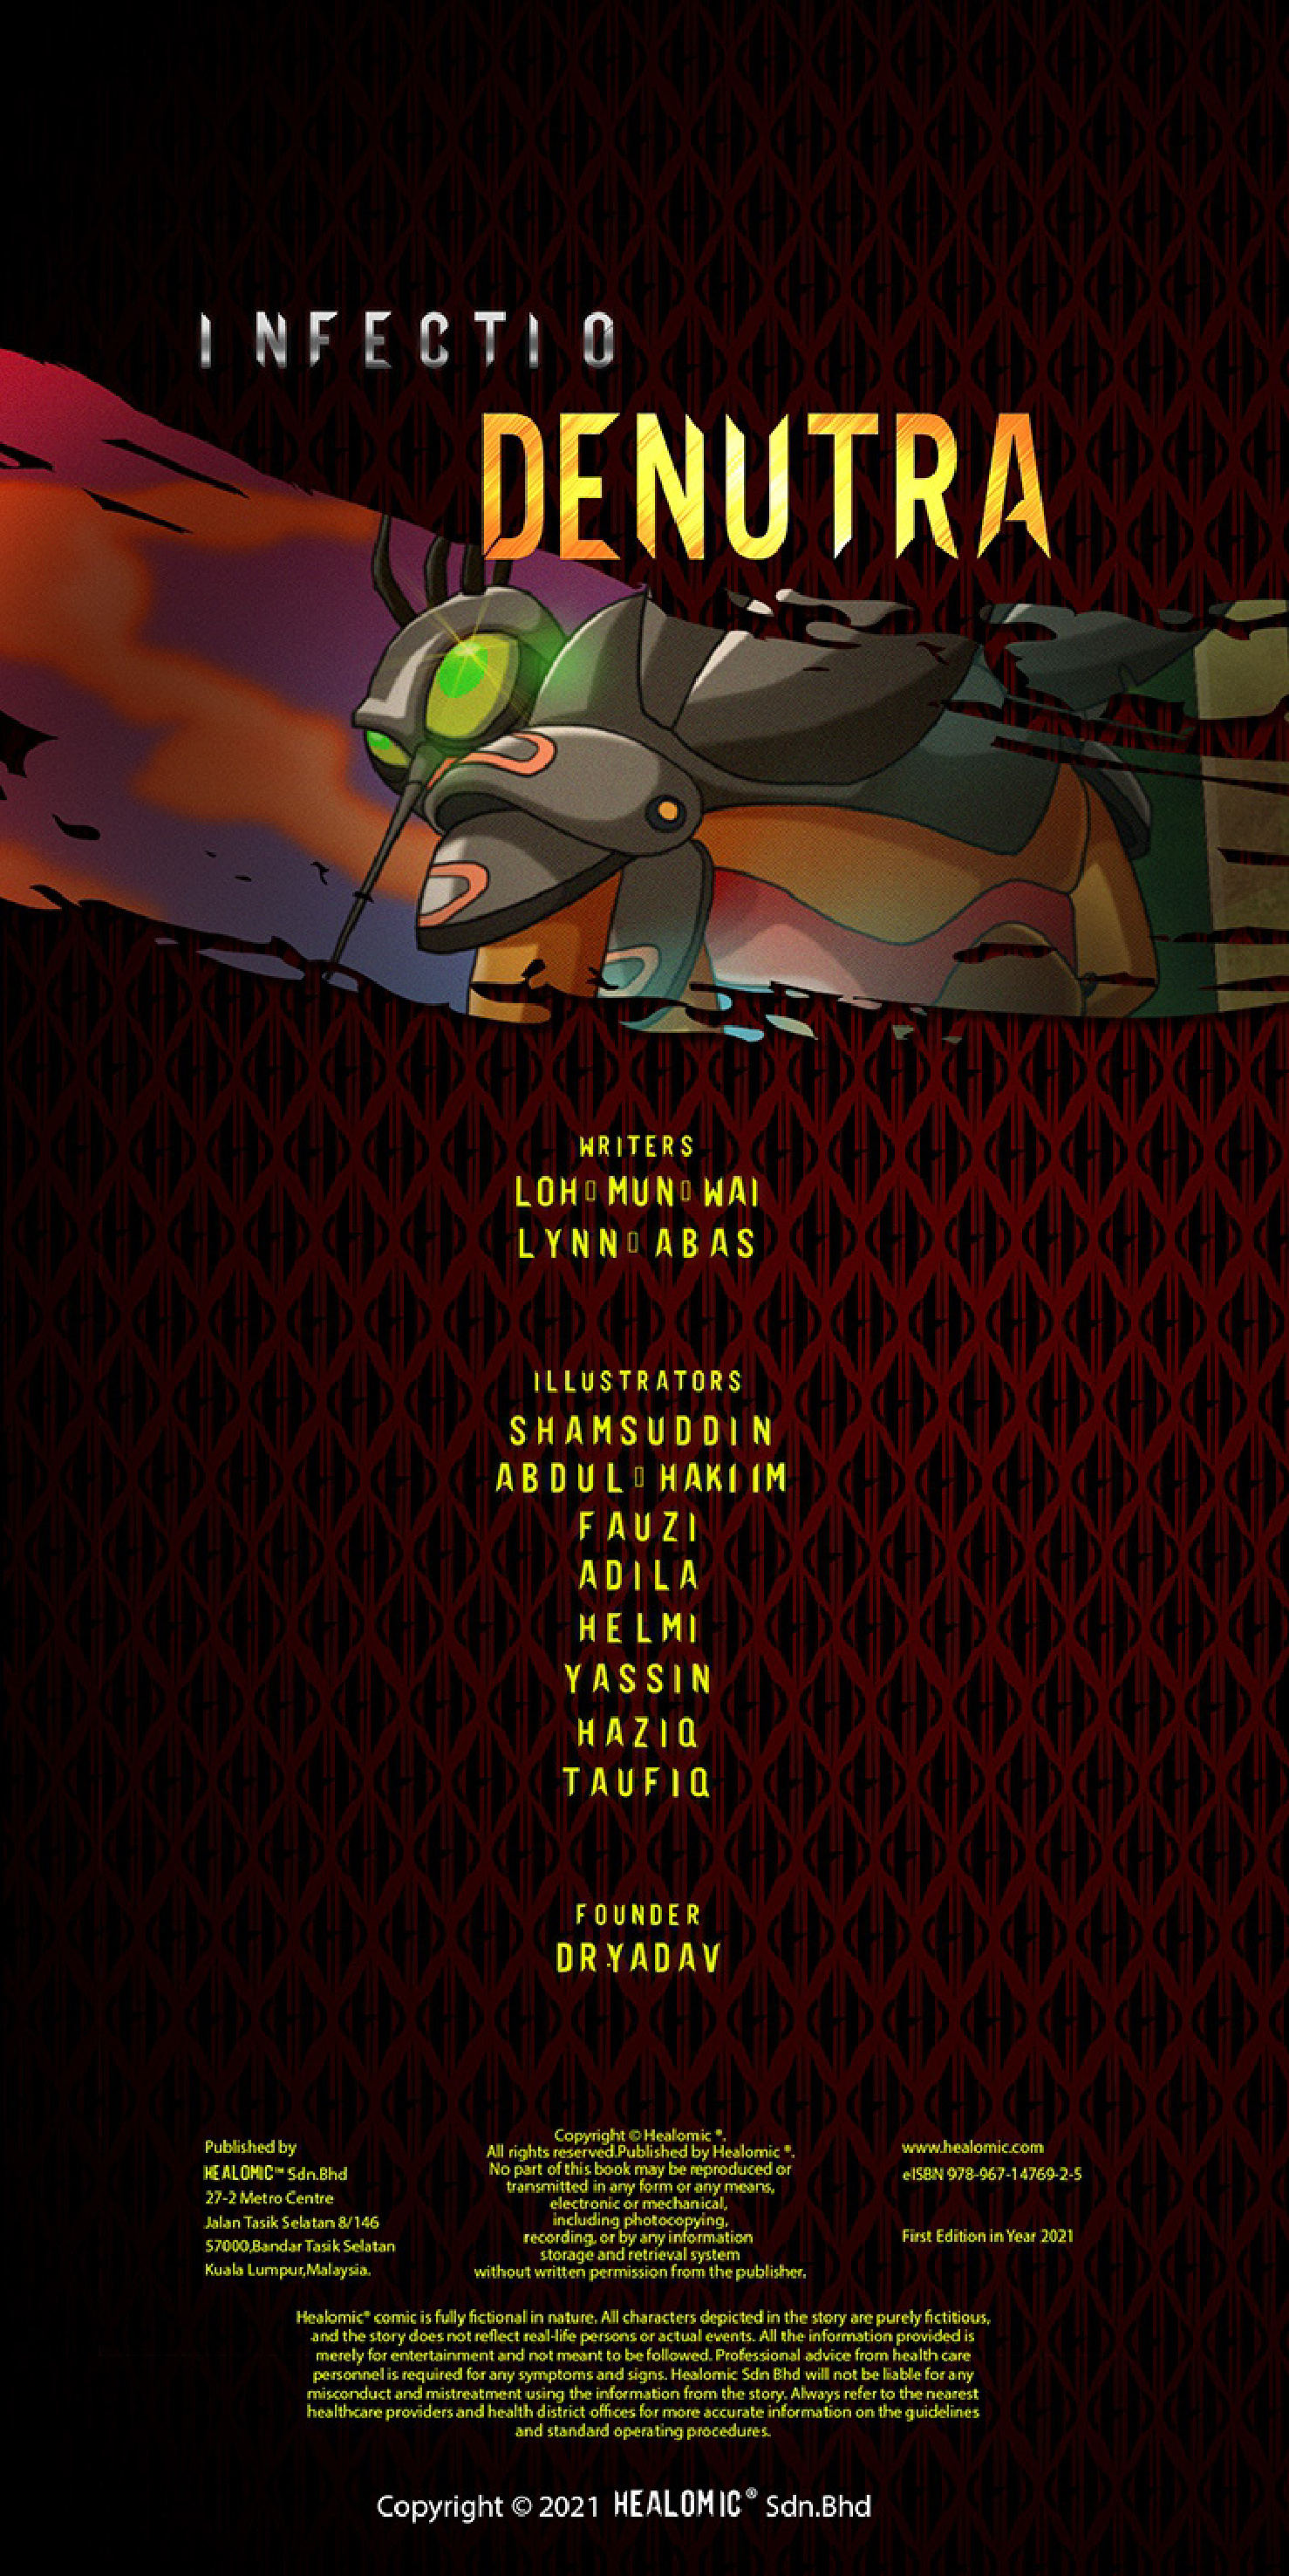 INFECTIO
DENUTRA
WRITERS
LOH MUN WAI
LYNN ABAS
ILLUSTRATORS
SHAMSUDDIN
ABDUL HAKIIM
FAUZI
ADILA
HELMI
YASSIN
HAZIQ
TAUFIQ
FOUNDER
DR.YADAV
Published by
HEALOMIC™ Sdn.Bhd
27-2 Metro Centre
Jalan Tasik Selatan 8/146
57000,Bandar Tasik Selatan
Kuala Lumpur,Malaysia.
Copyright © Healomic ®.
All rights reserved.Published by Healomic ®.
No part of this book may be reproduced or
transmitted in any form or any means,
electronic or mechanical,
including photocopying,
recording, or by any information
storage and retrieval system
without written permission from the publisher.
www.healomic.com
eISBN 978-967-14769-2-5
First Edition in Year 2021
Healomic® comic is fully fictional in nature. All characters depicted in the story are purely fictitious,
and the story does not reflect real-life persons or actual events. All the information provided is
merely for entertainment and not meant to be followed. Professional advice from health care
personnel is required for any symptoms and signs. Healomic Sdn Bhd will not be liable for any
misconduct and mistreatment using the information from the story. Always refer to the nearest
healthcare providers and health district offices for more accurate information on the guidelines
and standard operating procedures.
Copyright © 2021 HEALOMIC® Sdn.Bhd